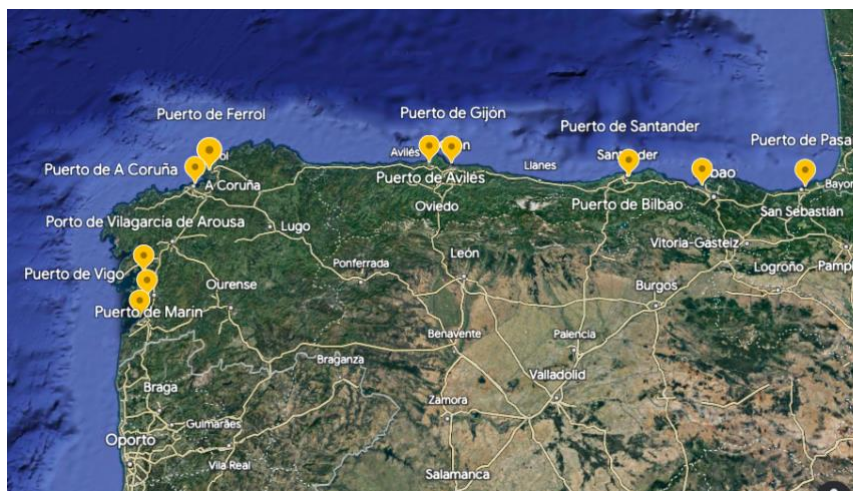 Puerto de Ferrol
Puerto de Gijón
Puerto de Santander
Puerto de Pasa
Avilés
Llanes
Santander
Puerto de A Coruña
A Coruña
Puerto de Avilés
Bayon
Oviedo
Puerto de Bilbao
San Sebastián
Porto de Vilagarcia de Arousa
Lugo
Vitoria-Gasteiz
León
Puerto de Vigo
Ponferrada
Logroño
Pamp
Ourense
Burgos
Puerto de Marín
Benavente
Palencia
Braganza
Valladolid
Braga
Zamora
Guimarães
Oporto
Vila Real
Salamanca